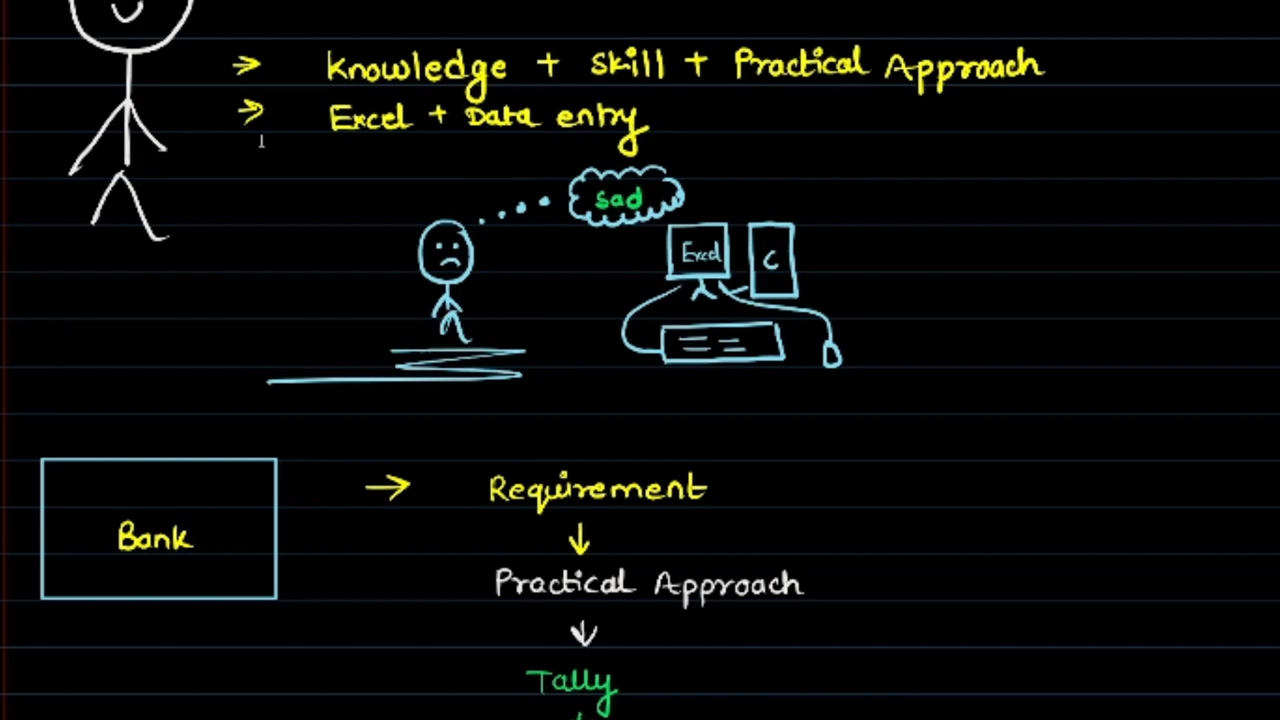 → Knowledge + Skill + Practical Approach
→ Excel + Data entry
sad
Excel C
Bank → Requirement
↓
Practical Approach
↓
Tally